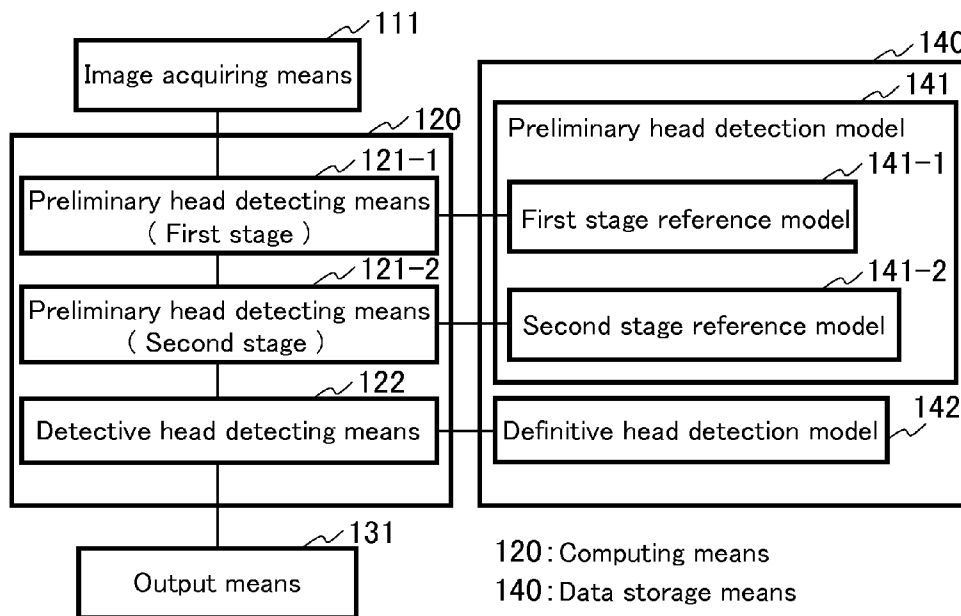 111
Image acquiring means
140
120
141
Preliminary head detection model
121-1
Preliminary head detecting means
( First stage )
141-1
First stage reference model
121-2
Preliminary head detecting means
( Second stage )
141-2
Second stage reference model
122
Detective head detecting means
Definitive head detection model
142
131
Output means
120: Computing means
140: Data storage means